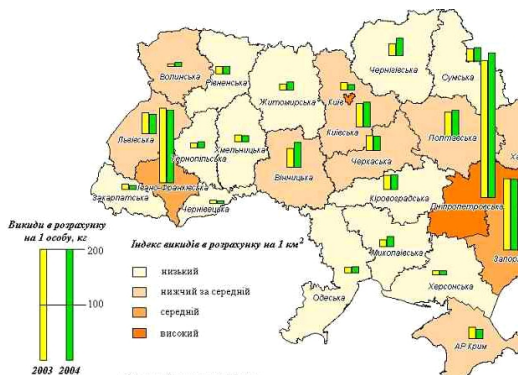 Чернігівська
Сумська
Волинська
Рівненська
Житомирська
Київ
Київська
Львівська
Тернопільська
Хмельницька
Полтавська
Черкаська
Вінницька
Івано-Франківська
Закарпатська
Чернівецька
Кіровоградська
Дніпропетровська
Миколаївська
Запор
Одеська
Херсонська
АР Крим
Викиди в розрахунку
на 1 особу, кг
200
100
2003 2004
Індекс викидів в розрахунку на 1 км²
низький
нижчий за середній
середній
високий